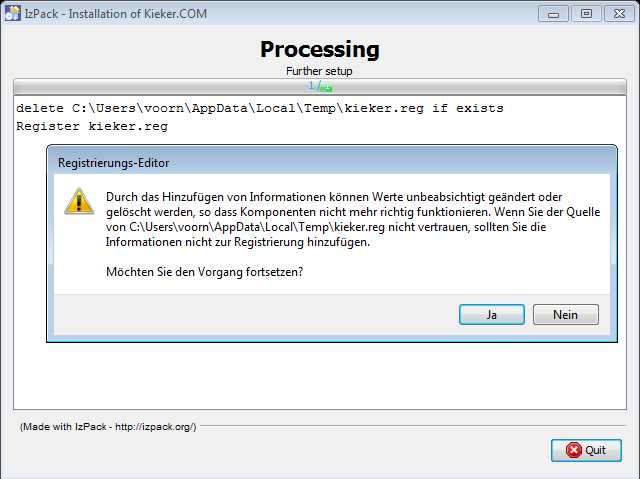 IzPack - Installation of Kieker.COM
Processing
Further setup
1 / 1
delete C:\Users\voorn\AppData\Local\Temp\kieker.reg if exists
Register kieker.reg
Registrierungs-Editor
Durch das Hinzufügen von Informationen können Werte unbeabsichtigt geändert oder
gelöscht werden, so dass Komponenten nicht mehr richtig funktionieren. Wenn Sie der Quelle
von C:\Users\voorn\AppData\Local\Temp\kieker.reg nicht vertrauen, sollten Sie die
Informationen nicht zur Registrierung hinzufügen.
Möchten Sie den Vorgang fortsetzen?
Ja
Nein
(Made with IzPack - http://izpack.org/)
Quit